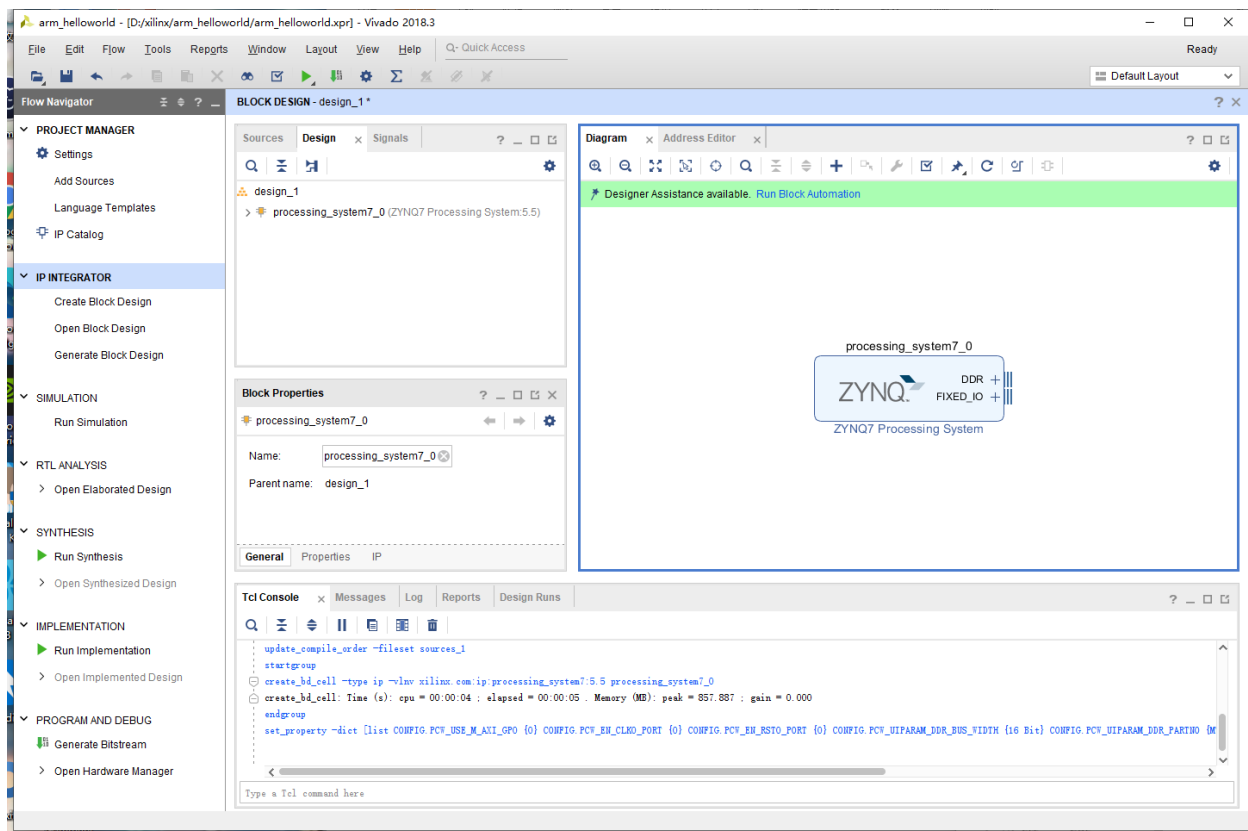 arm_helloworld - [D:/xilinx/arm_helloworld/arm_helloworld.xpr] - Vivado 2018.3
File Edit Flow Tools Reports Window Layout View Help Q- Quick Access Ready
Default Layout
Flow Navigator
PROJECT MANAGER
Settings
Add Sources
Language Templates
IP Catalog
IP INTEGRATOR
Create Block Design
Open Block Design
Generate Block Design
SIMULATION
Run Simulation
RTL ANALYSIS
Open Elaborated Design
SYNTHESIS
Run Synthesis
Open Synthesized Design
IMPLEMENTATION
Run Implementation
Open Implemented Design
PROGRAM AND DEBUG
Generate Bitstream
Open Hardware Manager
BLOCK DESIGN - design_1 *
Sources Design Signals
design_1
processing_system7_0 (ZYNQ7 Processing System:5.5)
Block Properties
processing_system7_0
Name: processing_system7_0
Parent name: design_1
General Properties IP
Diagram Address Editor
Designer Assistance available. Run Block Automation
processing_system7_0
ZYNQ.
DDR
FIXED_IO
ZYNQ7 Processing System
Tcl Console Messages Log Reports Design Runs
update_compile_order -fileset sources_1
startgroup
create_bd_cell -type ip -vlnv xilinx.com:ip:processing_system7:5.5 processing_system7_0
create_bd_cell: Time (s): cpu = 00:00:04 ; elapsed = 00:00:05 . Memory (MB): peak = 857.887 ; gain = 0.000
endgroup
set_property -dict [list CONFIG.PCW_USE_M_AXI_GP0 {0} CONFIG.PCW_EN_CLK0_PORT {0} CONFIG.PCW_EN_RST0_PORT {0} CONFIG.PCW_UIPARAM_DDR_BUS_WIDTH {16 Bit} CONFIG.PCW_UIPARAM_DDR_PARTNO {M
Type a Tcl command here